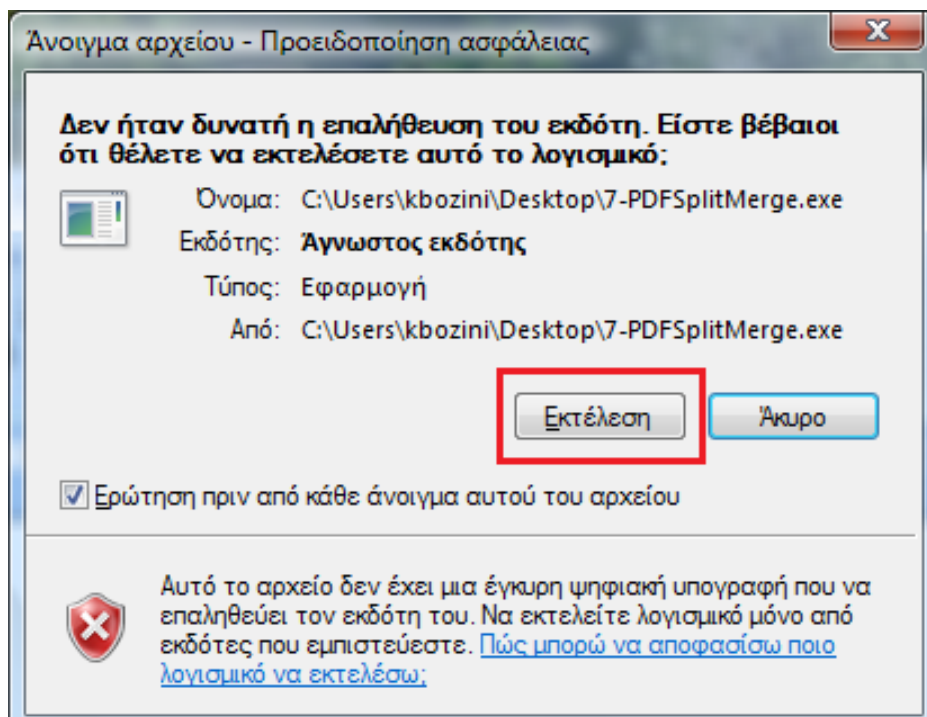 Άνοιγμα αρχείου - Προειδοποίηση ασφάλειας
Δεν ήταν δυνατή η επαλήθευση του εκδότη. Είστε βέβαιοι
ότι θέλετε να εκτελέσετε αυτό το λογισμικό;
Όνομα: C:\Users\kbozini\Desktop\7-PDFSplitMerge.exe
Εκδότης: Άγνωστος εκδότης
Τύπος: Εφαρμογή
Από: C:\Users\kbozini\Desktop\7-PDFSplitMerge.exe
Εκτέλεση Άκυρο
Ερώτηση πριν από κάθε άνοιγμα αυτού του αρχείου
Αυτό το αρχείο δεν έχει μια έγκυρη ψηφιακή υπογραφή που να
επαληθεύει τον εκδότη του. Να εκτελείτε λογισμικό μόνο από
εκδότες που εμπιστεύεστε. Πώς μπορώ να αποφασίσω ποιο
λογισμικό να εκτελέσω;